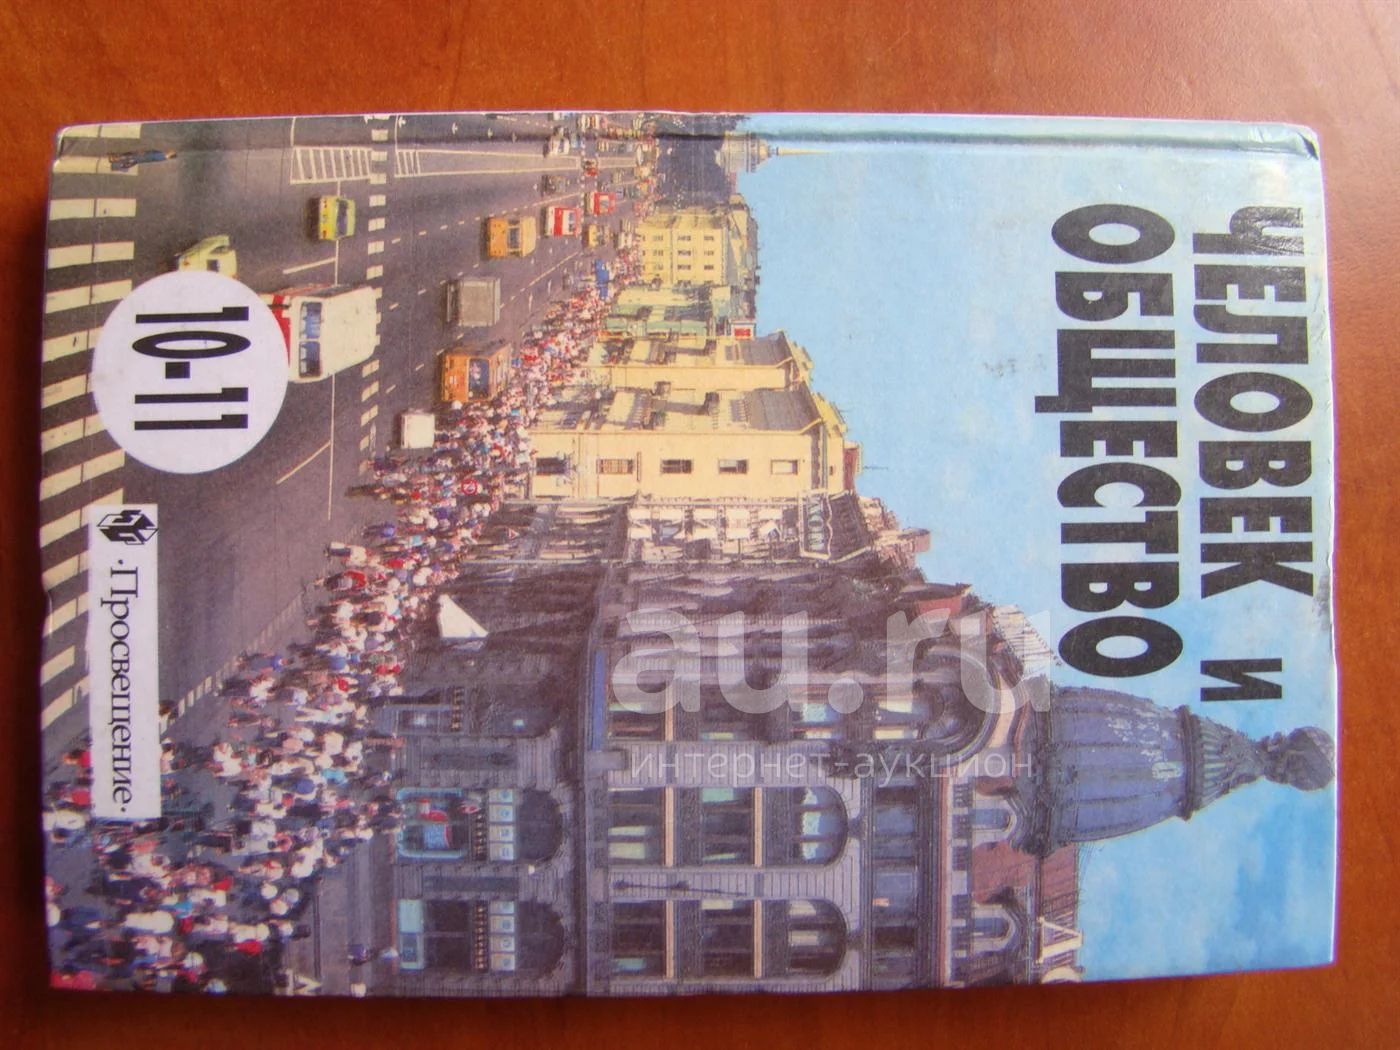 ЧЕЛОВЕК И
ОБЩЕСТВО
10-11
·Просвещение·
au.ru
интернет-аукцион